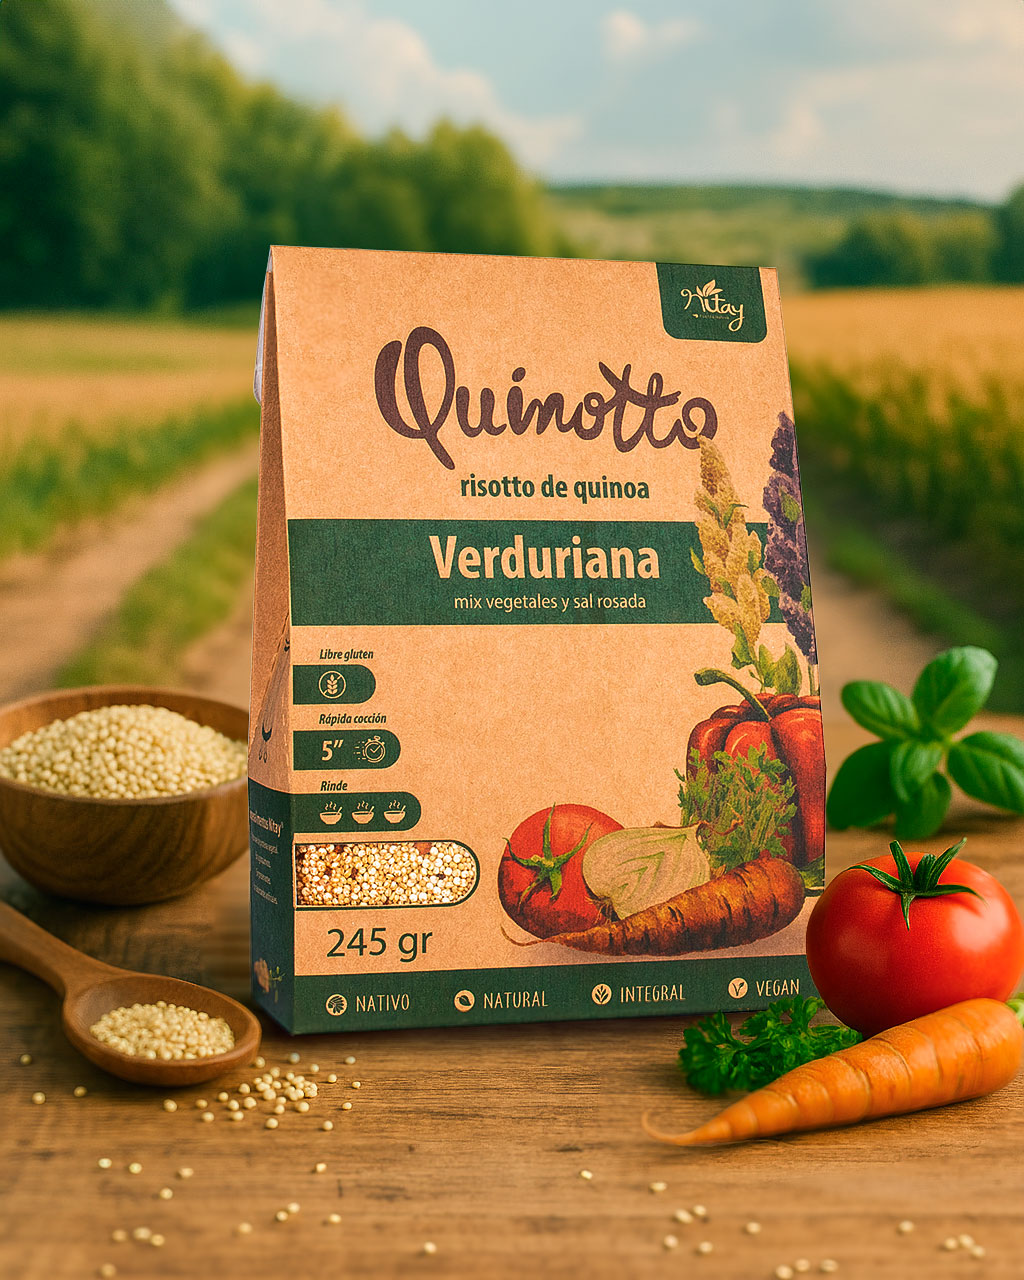 Kitay
Quinotto
risotto de quinoa
Verduriana
mix vegetales y sal rosada
Libre gluten
Rápida cocción
5”
Rinde
245 gr
NATIVO
NATURAL
INTEGRAL
VEGAN